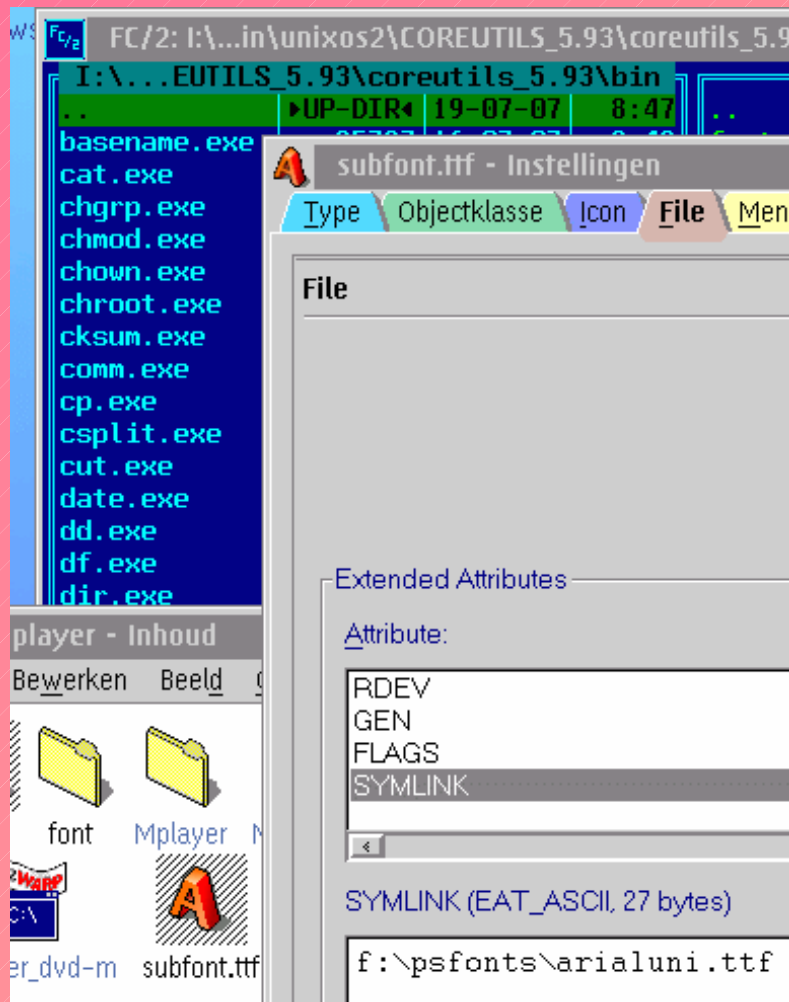 FC/2: I:\...in\unixos2\COREUTILS_5.93\coreutils_5.9
I:\...EUTILS_5.93\coreutils_5.93\bin
.. ►UP-DIR◄ 19-07-07 8:47 ..
basename.exe
cat.exe
chgrp.exe
chmod.exe
chown.exe
chroot.exe
cksum.exe
comm.exe
cp.exe
csplit.exe
cut.exe
date.exe
dd.exe
df.exe
dir.exe
subfont.ttf - Instellingen
Type Objectklasse Icon File Men
File
Extended Attributes
Attribute:
RDEV
GEN
FLAGS
SYMLINK
SYMLINK (EAT_ASCII, 27 bytes)
f:\psfonts\arialuni.ttf
player - Inhoud
Bewerken Beeld
font Mplayer
WARP
C:\
er_dvd-m subfont.ttf